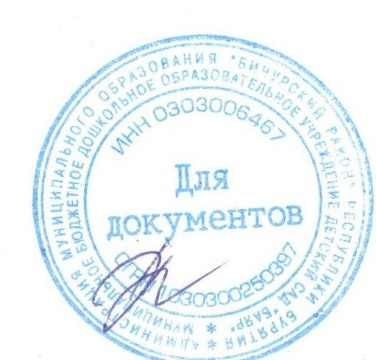 АДМИНИСТРАЦИЯ МУНИЦИПАЛЬНОГО ОБРАЗОВАНИЯ "БИЧУРСКИЙ РАЙОН" РЕСПУБЛИКИ БУРЯТИЯ *
МУНИЦИПАЛЬНОЕ БЮДЖЕТНОЕ ДОШКОЛЬНОЕ ОБРАЗОВАТЕЛЬНОЕ УЧРЕЖДЕНИЕ ДЕТСКИЙ САД "БАЯР" *
ИНН 0303006467
Для
документов